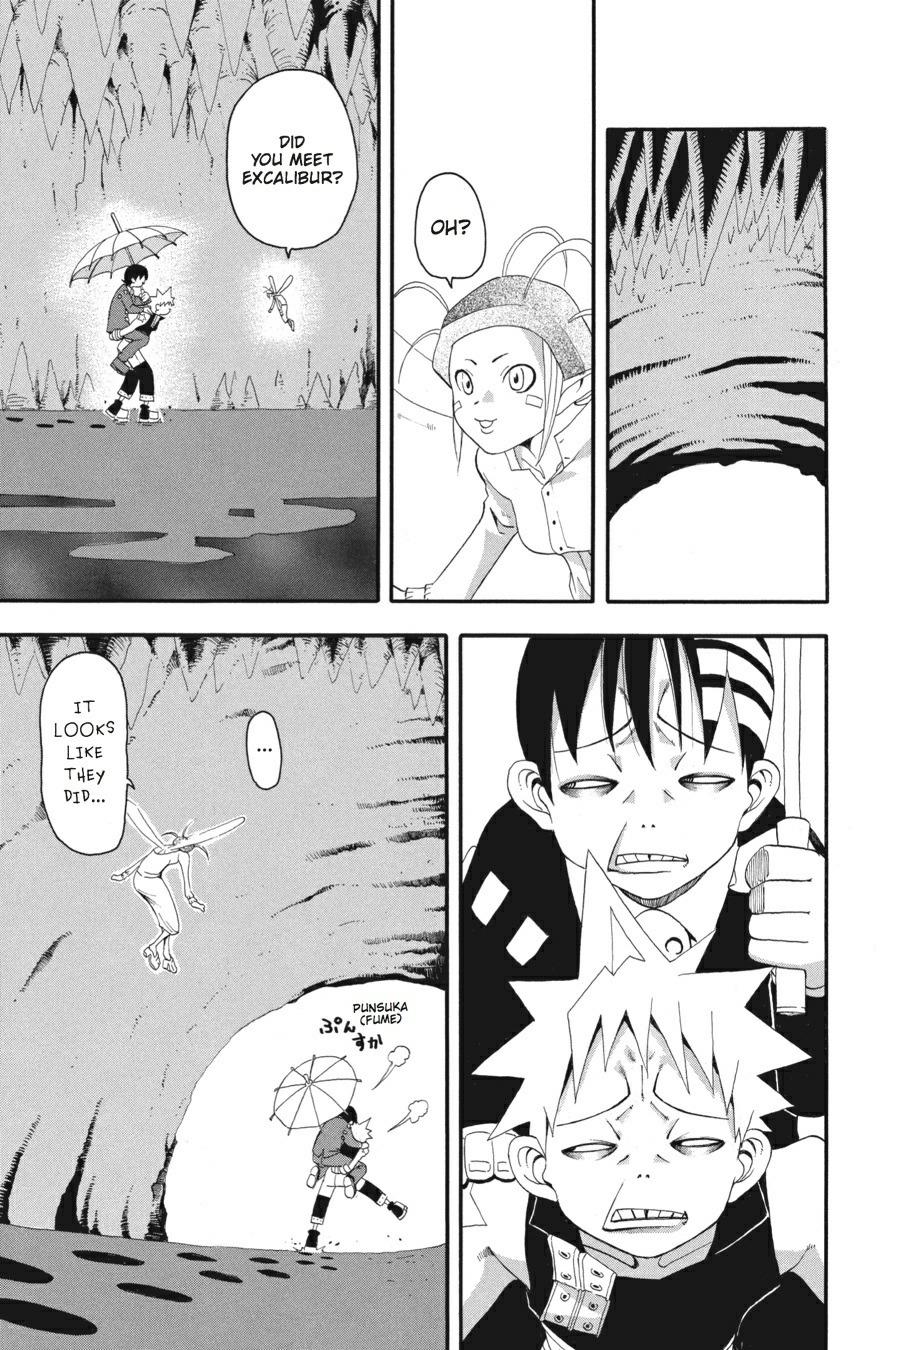 OH?
DID
YOU MEET
EXCALIBUR?
...
IT
LOOKS
LIKE
THEY
DID...
PUNSUKA
(FUME)
ぷん
すか